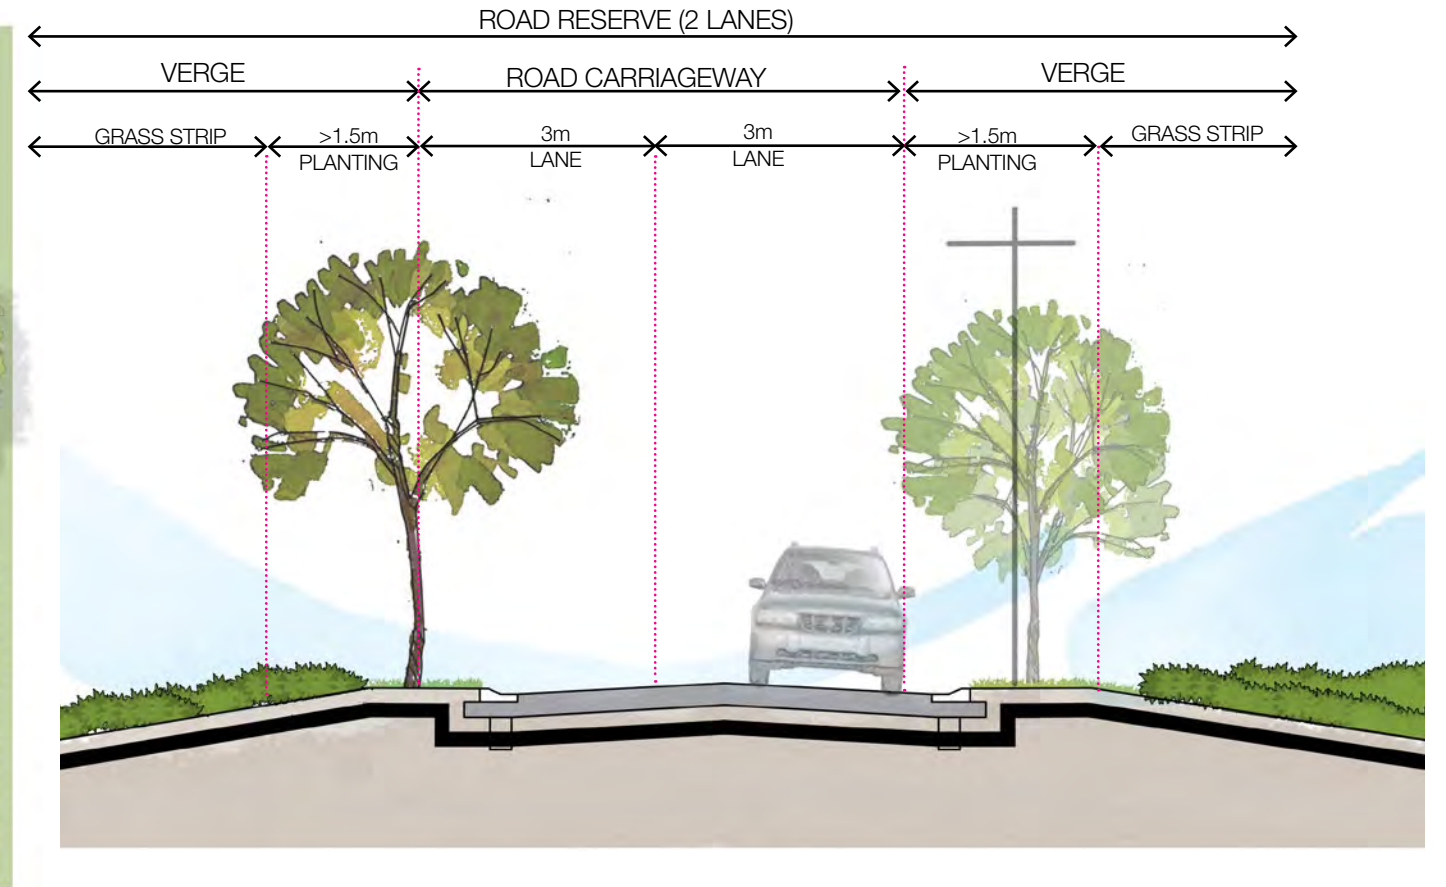 ROAD RESERVE (2 LANES)
VERGE
ROAD CARRIAGEWAY
VERGE
GRASS STRIP
>1.5m
PLANTING
3m
LANE
3m
LANE
>1.5m
PLANTING
GRASS STRIP